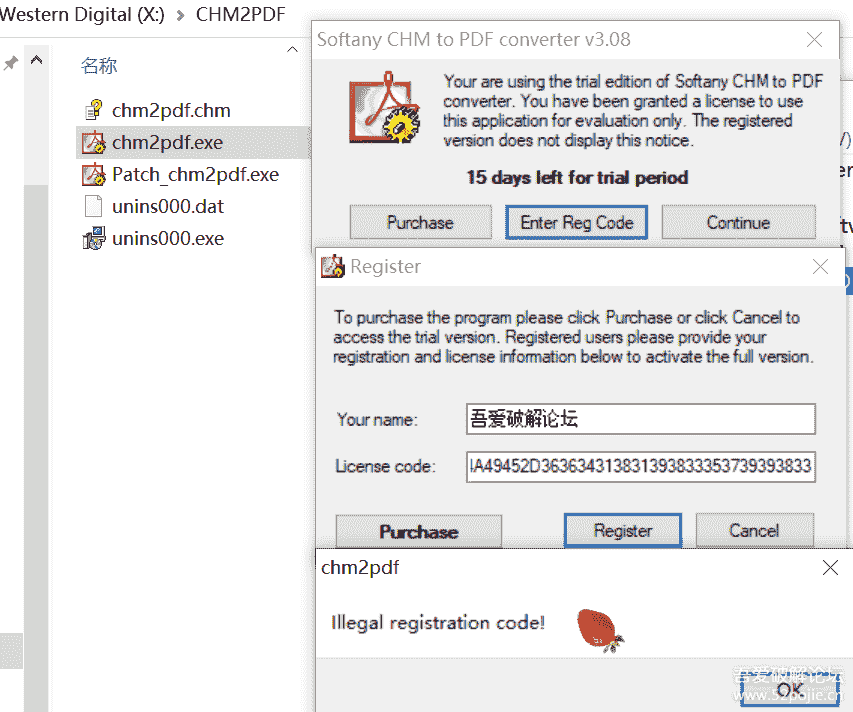 Western Digital (X:) > CHM2PDF
名称
chm2pdf.chm
chm2pdf.exe
Patch_chm2pdf.exe
unins000.dat
unins000.exe
Softany CHM to PDF converter v3.08
Your are using the trial edition of Softany CHM to PDF
converter. You have been granted a license to use
this application for evaluation only. The registered
version does not display this notice.
15 days left for trial period
Purchase Enter Reg Code Continue
Register
To purchase the program please click Purchase or click Cancel to
access the trial version. Registered users please provide your
registration and license information below to activate the full version.
Your name: 吾爱破解论坛
License code: IA49452D363634313831393833353739393833
Purchase Register Cancel
chm2pdf
Illegal registration code!
OK
吾爱破解论坛
www.52pojie.cn